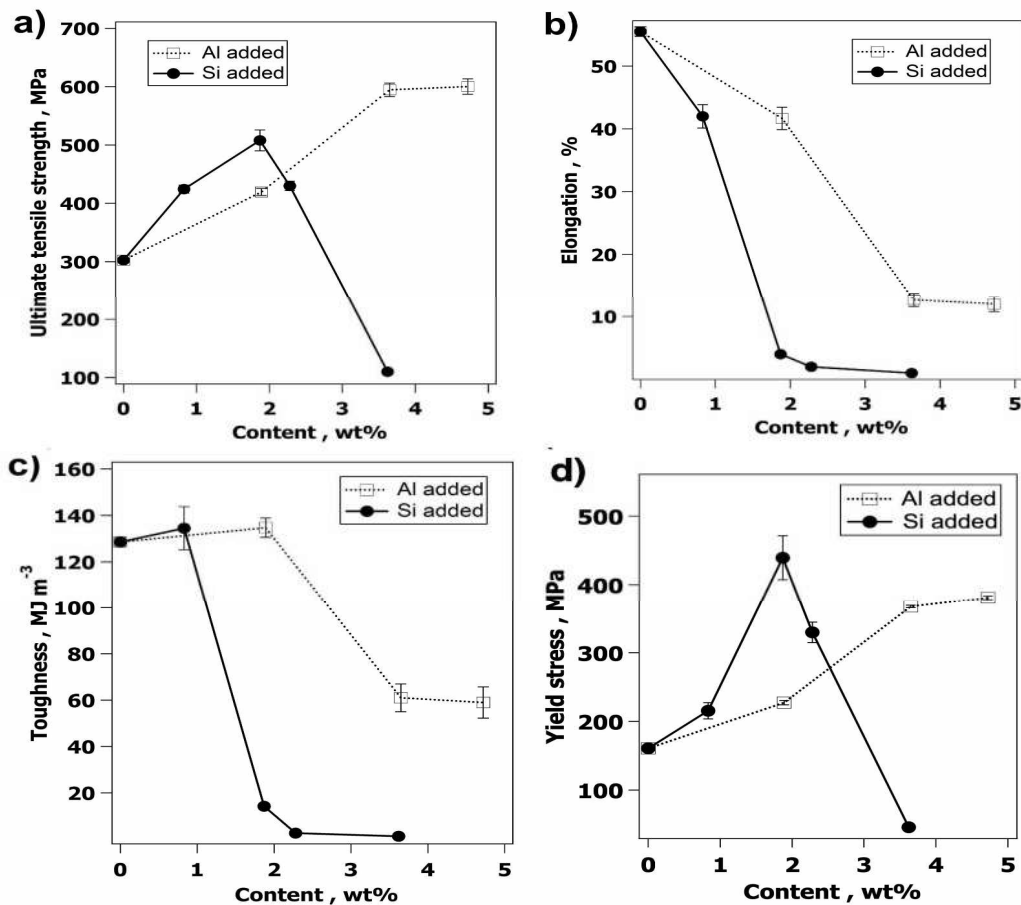 a)
Ultimate tensile strength , MPa
700
600
500
400
300
200
100
Al added
Si added
0 1 2 3 4 5
Content , wt%
b)
Elongation , %
50
40
30
20
10
Al added
Si added
0 1 2 3 4 5
Content , wt%
c)
Toughness , MJ m-3
160
140
120
100
80
60
40
20
Al added
Si added
0 1 2 3 4 5
Content , wt%
d)
Yield stress , MPa
500
400
300
200
100
Al added
Si added
0 1 2 3 4 5
Content , wt%